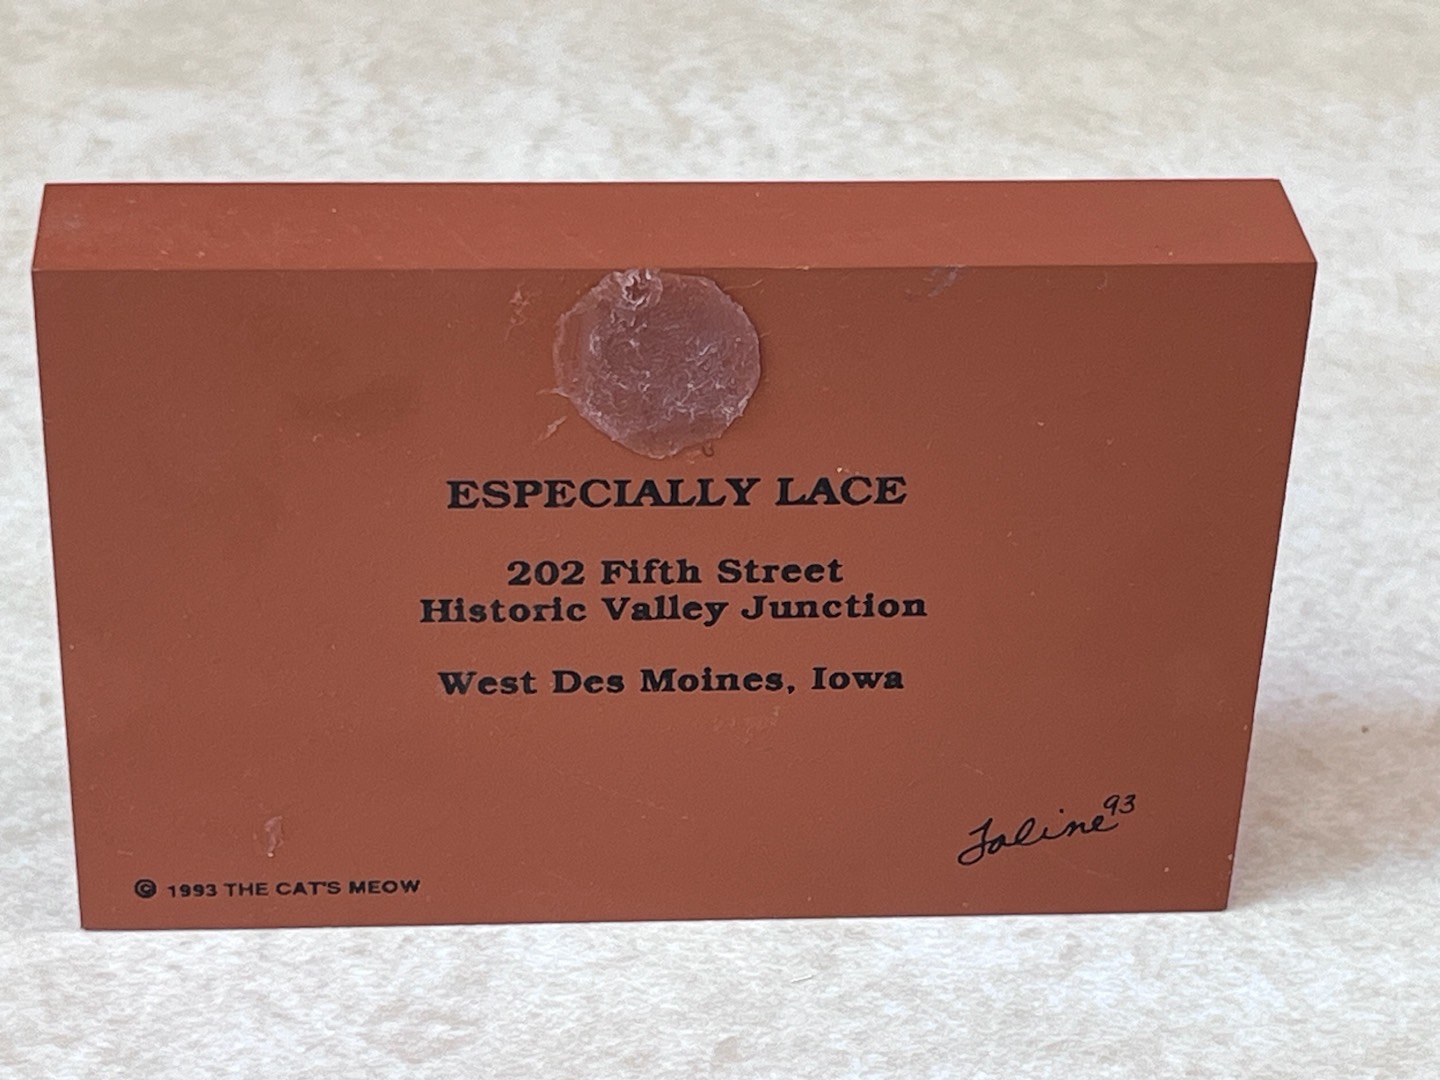 ESPECIALLY LACE
202 Fifth Street
Historic Valley Junction
West Des Moines, Iowa
Faline 93
© 1993 THE CAT'S MEOW